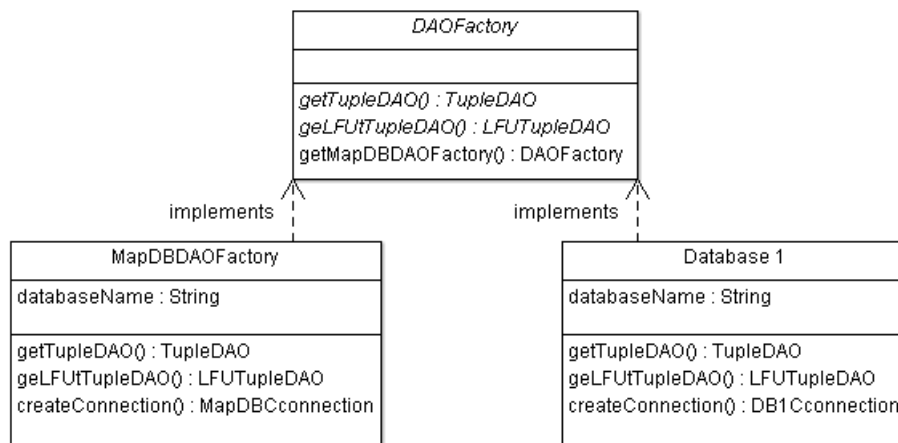 DAOFactory
getTupleDAO() : TupleDAO
geLFUtTupleDAO() : LFUTupleDAO
getMapDBDAOFactory() : DAOFactory
implements
implements
MapDBDAOFactory
databaseName : String
getTupleDAO() : TupleDAO
geLFUtTupleDAO() : LFUTupleDAO
createConnection() : MapDBCconnection
Database 1
databaseName : String
getTupleDAO() : TupleDAO
geLFUtTupleDAO() : LFUTupleDAO
createConnection() : DB1Cconnection